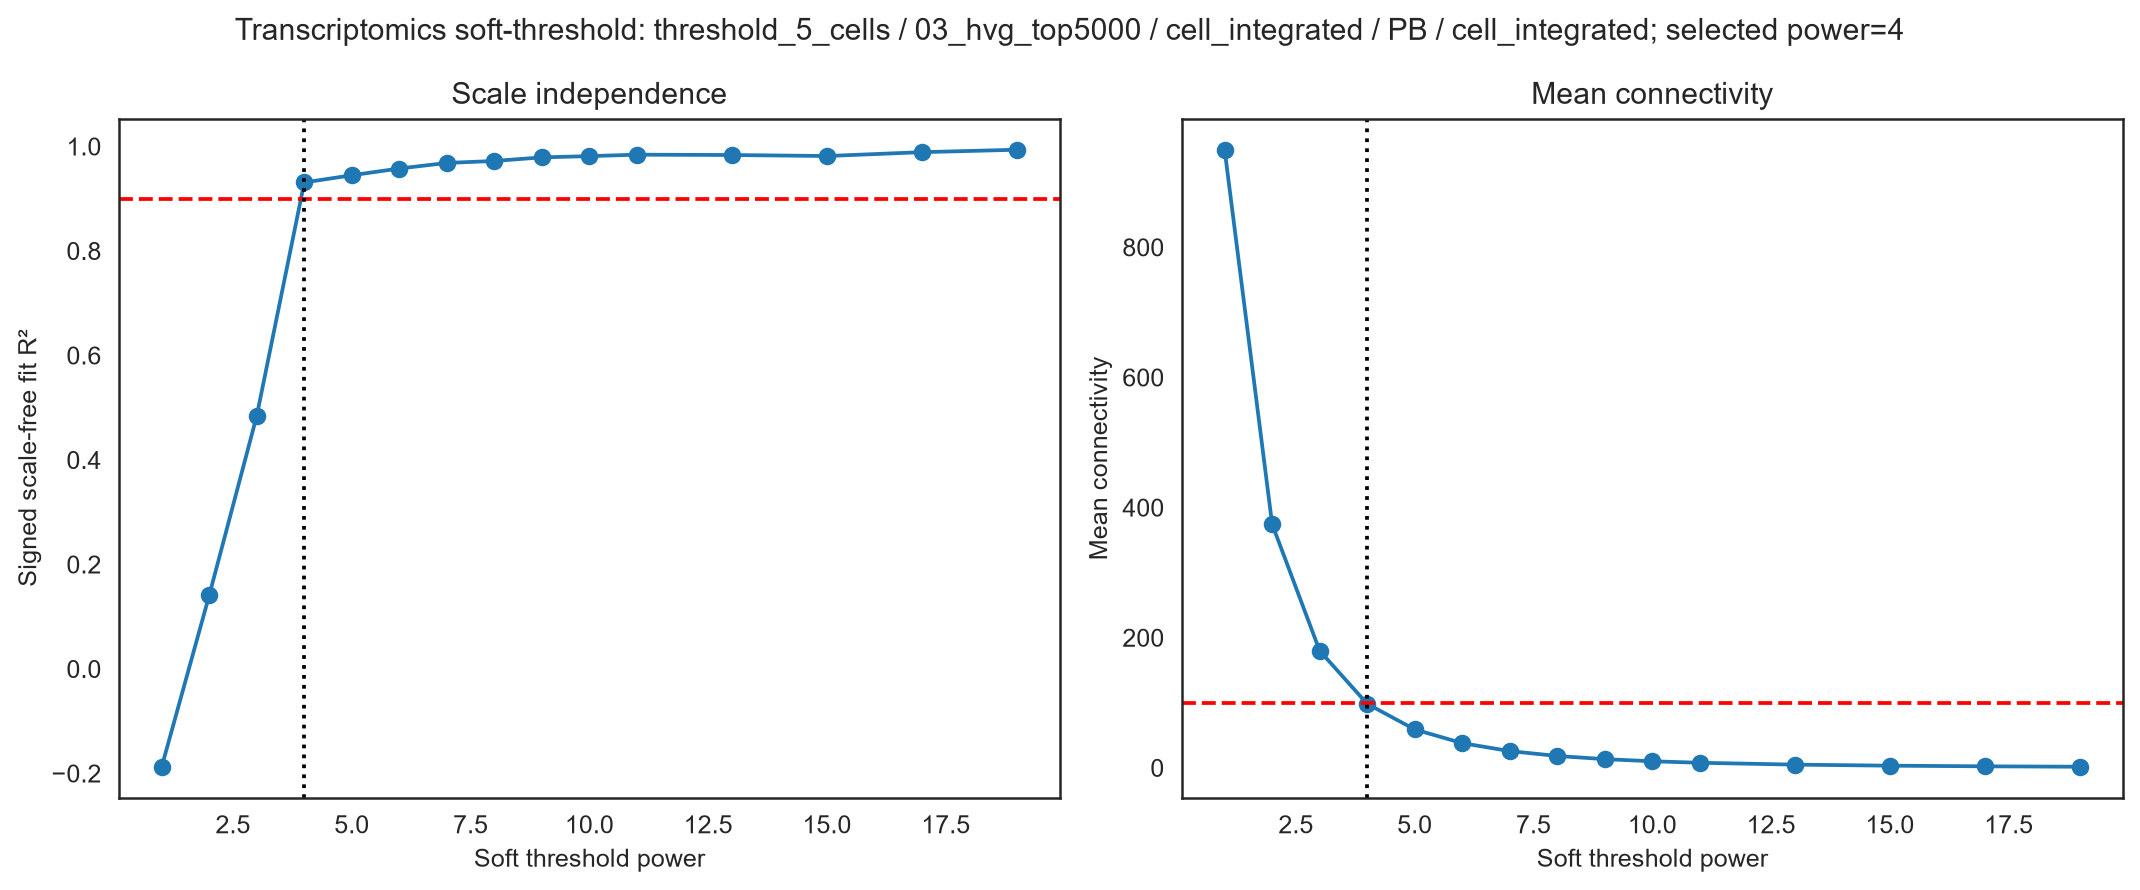 Transcriptomics soft-threshold: threshold_5_cells / 03_hvg_top5000 / cell_integrated / PB / cell_integrated; selected power=4
Scale independence
Signed scale-free fit R²
1.0
0.8
0.6
0.4
0.2
0.0
−0.2
2.5 5.0 7.5 10.0 12.5 15.0 17.5
Soft threshold power
Mean connectivity
Mean connectivity
800
600
400
200
0
2.5 5.0 7.5 10.0 12.5 15.0 17.5
Soft threshold power